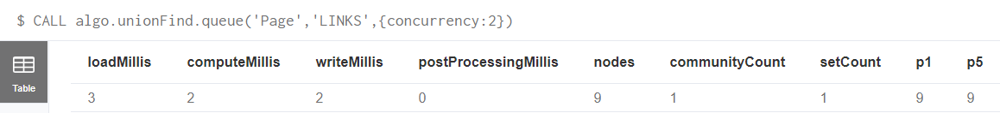 $ CALL algo.unionFind.queue('Page','LINKS',{concurrency:2})
loadMillis computeMillis writeMillis postProcessingMillis nodes communityCount setCount p1 p5
Table
3 2 2 0 9 1 1 9 9